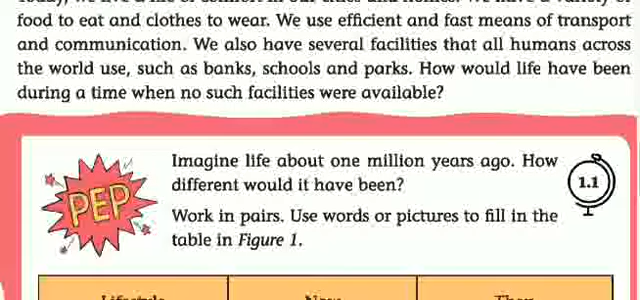 food to eat and clothes to wear. We use efficient and fast means of transport
and communication. We also have several facilities that all humans across
the world use, such as banks, schools and parks. How would life have been
during a time when no such facilities were available?
PEP
Imagine life about one million years ago. How
different would it have been?
1.1
Work in pairs. Use words or pictures to fill in the
table in Figure 1.